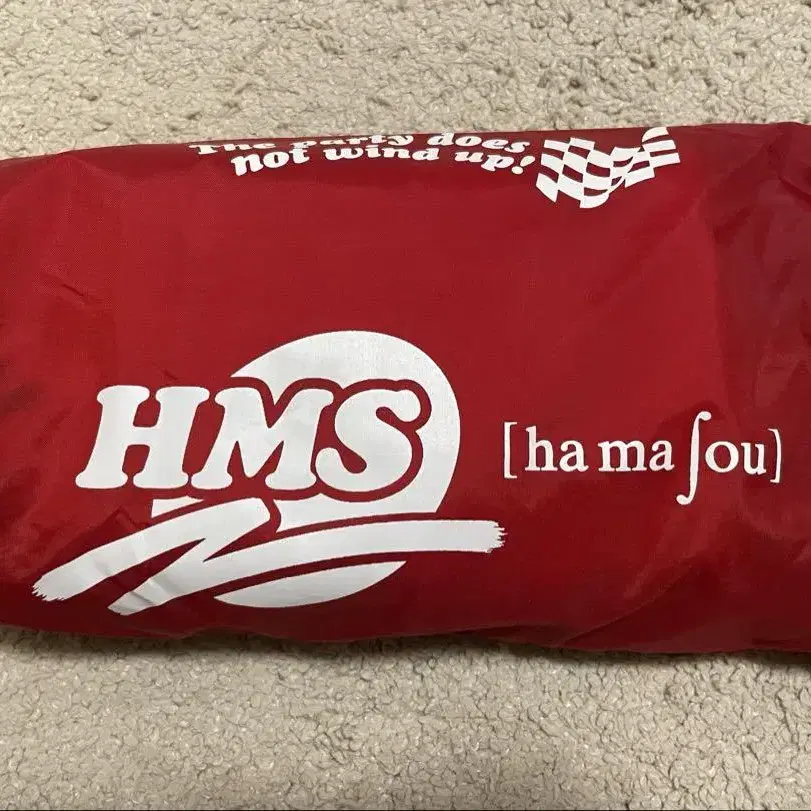 The party does
not wind up!
HMS
[ha ma ʃou]